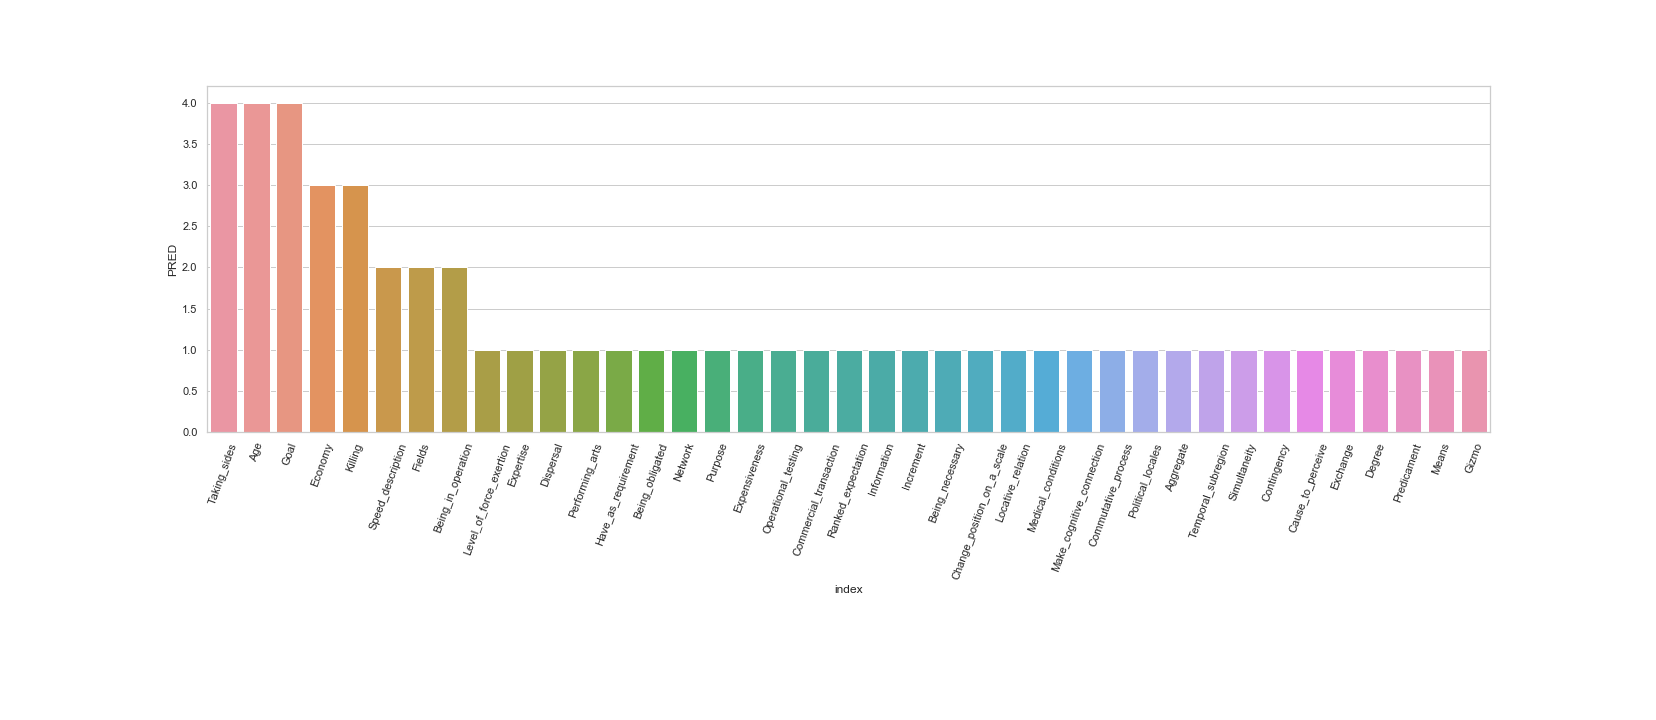 4.0
3.5
3.0
2.5
2.0
1.5
1.0
0.5
0.0
PRED
Taking_sides
Age
Goal
Economy
Killing
Speed_description
Fields
Being_in_operation
Level_of_force_exertion
Expertise
Dispersal
Performing_arts
Have_as_requirement
Being_obligated
Network
Purpose
Expensiveness
Operational_testing
Commercial_transaction
Ranked_expectation
Information
Increment
Being_necessary
Change_position_on_a_scale
Locative_relation
Medical_conditions
Make_cognitive_connection
Commutative_process
Political_locales
Aggregate
Temporal_subregion
Simultaneity
Contingency
Cause_to_perceive
Exchange
Degree
Predicament
Means
Gizmo
index